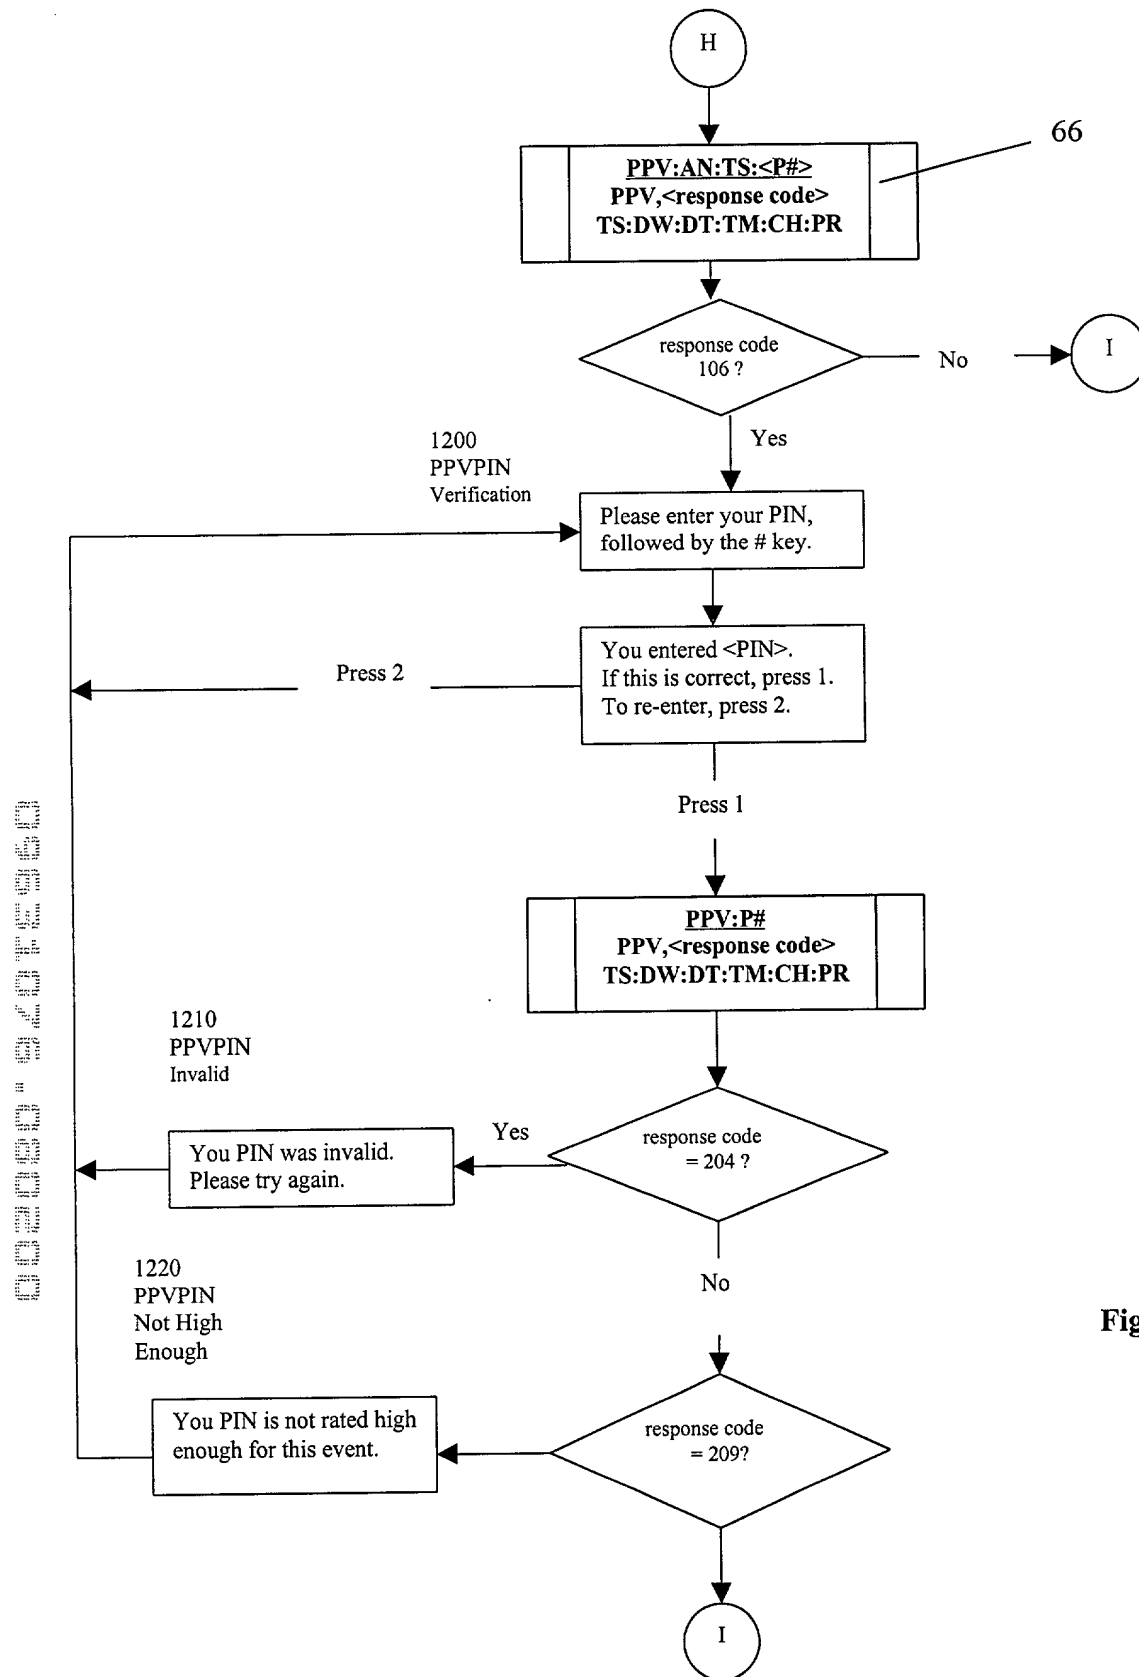 H
66
PPV:AN:TS:<P#>
PPV,<response code>
TS:DW:DT:TM:CH:PR
response code
106 ?
No
I
Yes
1200
PPVPIN
Verification
Please enter your PIN,
followed by the # key.
You entered <PIN>.
If this is correct, press 1.
To re-enter, press 2.
Press 2
Press 1
PPV:P#
PPV,<response code>
TS:DW:DT:TM:CH:PR
1210
PPVPIN
Invalid
response code
= 204 ?
Yes
You PIN was invalid.
Please try again.
No
1220
PPVPIN
Not High
Enough
Fig
response code
= 209?
You PIN is not rated high
enough for this event.
I